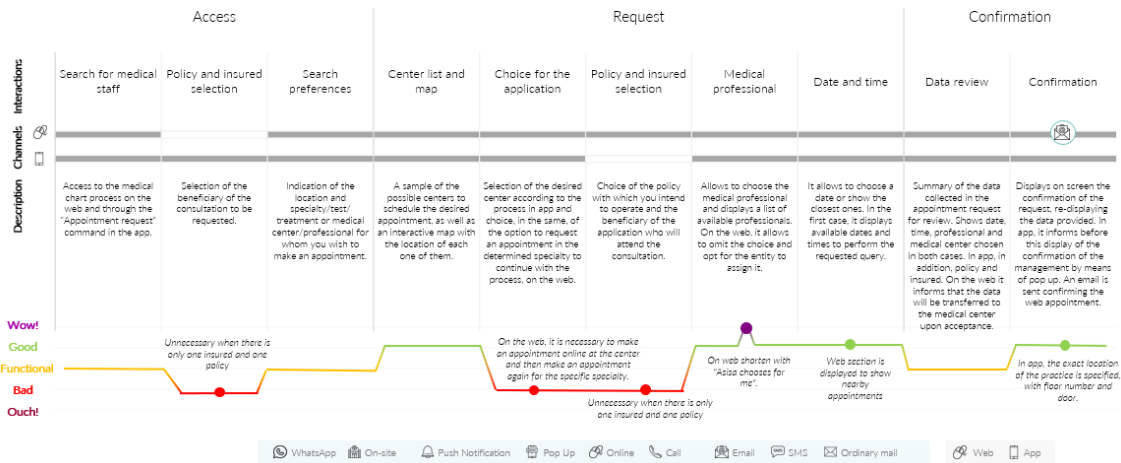 Access
Request
Confirmation
Interactions
Search for medical
staff
Policy and insured
selection
Search
preferences
Center list and
map
Choice for the
application
Policy and insured
selection
Medical
professional
Date and time
Data review
Confirmation
Channels
Description
Access to the medical
chart process on the
web and through the
"Appointment request"
command in the app.
Selection of the
beneficiary of the
consultation to be
requested.
Indication of the
location and
specialty/test/
treatment or medical
center/professional for
whom you wish to
make an appointment.
A sample of the
possible centers to
schedule the desired
appointment, as well as
an interactive map with
the location of each
one of them.
Selection of the desired
center according to the
process in app and
choice, in the same, of
the option to request
an appointment in the
determined specialty to
continue with the
process, on the web.
Choice of the policy
with which you intend
to operate and the
beneficiary of the
application who will
attend the
consultation.
Allows to choose the
medical professional
and displays a list of
available professionals.
On the web, it allows
to omit the choice and
opt for the entity to
assign it.
It allows to choose a
date or show the
closest ones. In the
first case, it displays
available dates and
times to perform the
requested query.
Summary of the data
collected in the
appointment request
for review. Shows date,
time, professional and
medical center chosen
in both cases. In app, in
addition, policy and
insured. On the web it
informs that the data
will be transferred to
the medical center
upon acceptance.
Displays on screen the
confirmation of the
request, re-displaying
the data provided. In
app, it informs before
this display of the
confirmation of the
management by means
of pop up. An email is
sent confirming the
web appointment.
Wow!
Good
Functional
Bad
Ouch!
Unnecessary when there is
only one insured and one
policy
On the web, it is necessary to make
an appointment online at the center
and then make an appointment
again for the specific specialty.
Unnecessary when there is only
one insured and one policy
On web shorten with
"Asisa chooses for
me".
Web section is
displayed to show
nearby
appointments
In app, the exact location
of the practice is specified,
with floor number and
door.
WhatsApp
On-site
Push Notification
Pop Up
Online
Call
Email
SMS
Ordinary mail
Web
App